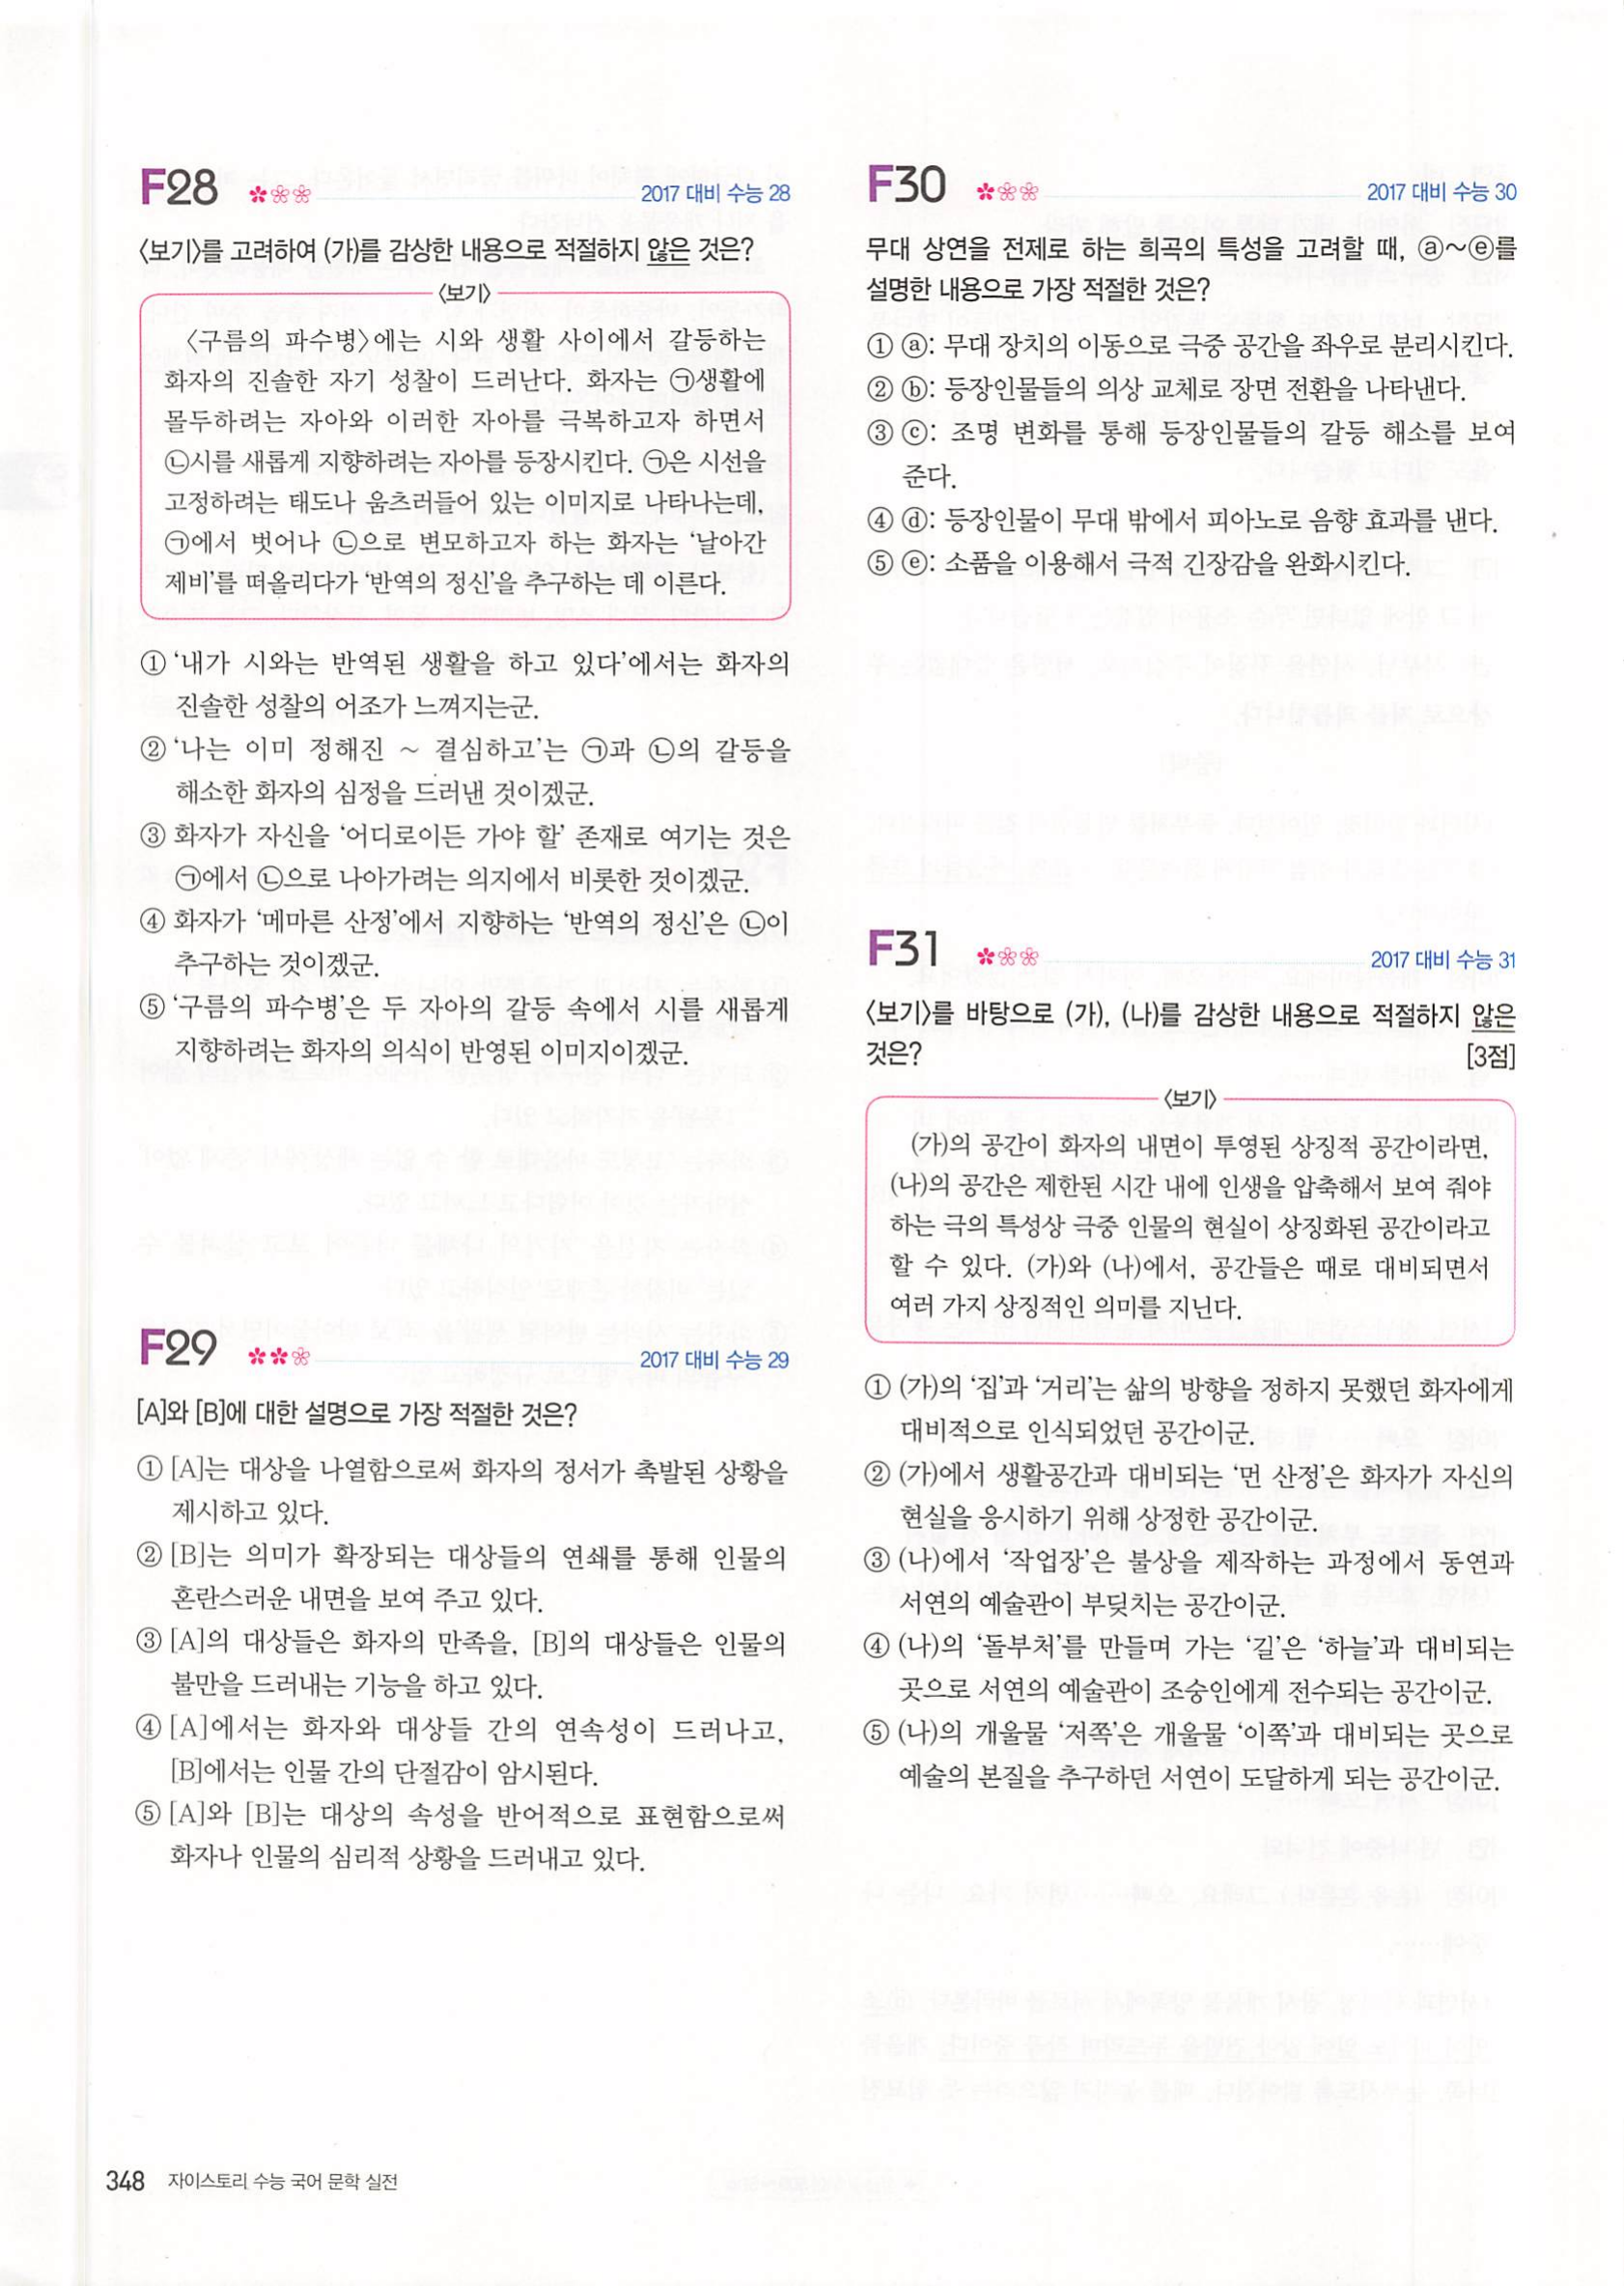 F28
2017 대비 수능 28
〈보기〉를 고려하여 (가)를 감상한 내용으로 적절하지 않은 것은?
〈보기〉
〈구름의 파수병〉에는 시와 생활 사이에서 갈등하는
화자의 진솔한 자기 성찰이 드러난다. 화자는 ㉠생활에
몰두하려는 자아와 이러한 자아를 극복하고자 하면서
㉡시를 새롭게 지향하려는 자아를 등장시킨다. ㉠은 시선을
고정하려는 태도나 움츠러들어 있는 이미지로 나타나는데,
㉠에서 벗어나 ㉡으로 변모하고자 하는 화자는 ‘날아간
제비’를 떠올리다가 ‘반역의 정신’을 추구하는 데 이른다.
① ‘내가 시와는 반역된 생활을 하고 있다’에서는 화자의
진솔한 성찰의 어조가 느껴지는군.
② ‘나는 이미 정해진 ~ 결심하고’는 ㉠과 ㉡의 갈등을
해소한 화자의 심정을 드러낸 것이겠군.
③ 화자가 자신을 ‘어디로이든 가야 할’ 존재로 여기는 것은
㉠에서 ㉡으로 나아가려는 의지에서 비롯한 것이겠군.
④ 화자가 ‘메마른 산정’에서 지향하는 ‘반역의 정신’은 ㉡이
추구하는 것이겠군.
⑤ ‘구름의 파수병’은 두 자아의 갈등 속에서 시를 새롭게
지향하려는 화자의 의식이 반영된 이미지이겠군.
F29
2017 대비 수능 29
[A]와 [B]에 대한 설명으로 가장 적절한 것은?
① [A]는 대상을 나열함으로써 화자의 정서가 촉발된 상황을
제시하고 있다.
② [B]는 의미가 확장되는 대상들의 연쇄를 통해 인물의
혼란스러운 내면을 보여 주고 있다.
③ [A]의 대상들은 화자의 만족을, [B]의 대상들은 인물의
불만을 드러내는 기능을 하고 있다.
④ [A]에서는 화자와 대상들 간의 연속성이 드러나고,
[B]에서는 인물 간의 단절감이 암시된다.
⑤ [A]와 [B]는 대상의 속성을 반어적으로 표현함으로써
화자나 인물의 심리적 상황을 드러내고 있다.
F30
2017 대비 수능 30
무대 상연을 전제로 하는 희곡의 특성을 고려할 때, ⓐ~ⓔ를
설명한 내용으로 가장 적절한 것은?
① ⓐ: 무대 장치의 이동으로 극중 공간을 좌우로 분리시킨다.
② ⓑ: 등장인물들의 의상 교체로 장면 전환을 나타낸다.
③ ⓒ: 조명 변화를 통해 등장인물들의 갈등 해소를 보여
준다.
④ ⓓ: 등장인물이 무대 밖에서 피아노로 음향 효과를 낸다.
⑤ ⓔ: 소품을 이용해서 극적 긴장감을 완화시킨다.
F31
2017 대비 수능 31
〈보기〉를 바탕으로 (가), (나)를 감상한 내용으로 적절하지 않은
것은? [3점]
〈보기〉
(가)의 공간이 화자의 내면이 투영된 상징적 공간이라면,
(나)의 공간은 제한된 시간 내에 인생을 압축해서 보여 줘야
하는 극의 특성상 극중 인물의 현실이 상징화된 공간이라고
할 수 있다. (가)와 (나)에서, 공간들은 때로 대비되면서
여러 가지 상징적인 의미를 지닌다.
① (가)의 ‘집’과 ‘거리’는 삶의 방향을 정하지 못했던 화자에게
대비적으로 인식되었던 공간이군.
② (가)에서 생활공간과 대비되는 ‘먼 산정’은 화자가 자신의
현실을 응시하기 위해 상정한 공간이군.
③ (나)에서 ‘작업장’은 불상을 제작하는 과정에서 동연과
서연의 예술관이 부딪치는 공간이군.
④ (나)의 ‘돌부처’를 만들며 가는 ‘길’은 ‘하늘’과 대비되는
곳으로 서연의 예술관이 조숭인에게 전수되는 공간이군.
⑤ (나)의 개울물 ‘저쪽’은 개울물 ‘이쪽’과 대비되는 곳으로
예술의 본질을 추구하던 서연이 도달하게 되는 공간이군.
348 자이스토리 수능 국어 문학 실전